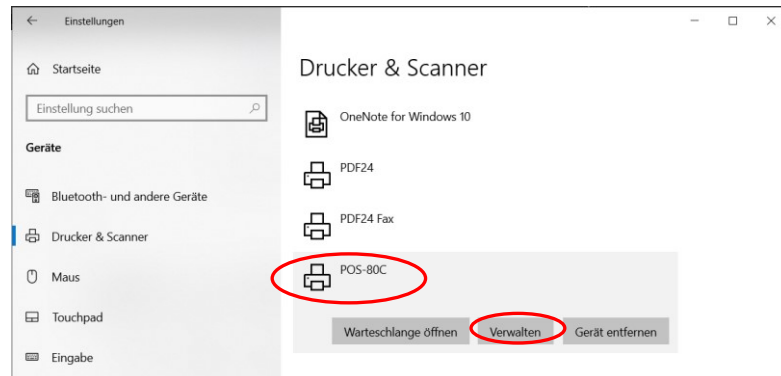 Einstellungen
Startseite
Einstellung suchen
Geräte
Bluetooth- und andere Geräte
Drucker & Scanner
Maus
Touchpad
Eingabe
Drucker & Scanner
OneNote for Windows 10
PDF24
PDF24 Fax
POS-80C
Warteschlange öffnen Verwalten Gerät entfernen